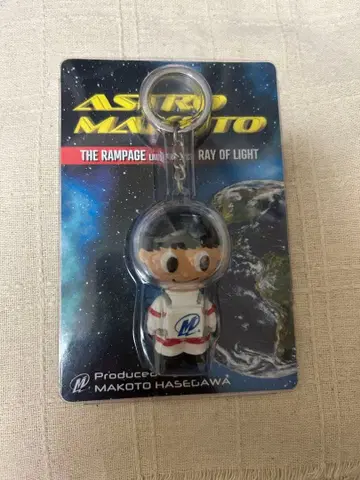 ASTRO
MAKOTO
THE RAMPAGE RAY OF LIGHT
M
M Produced
MAKOTO HASEGAWA